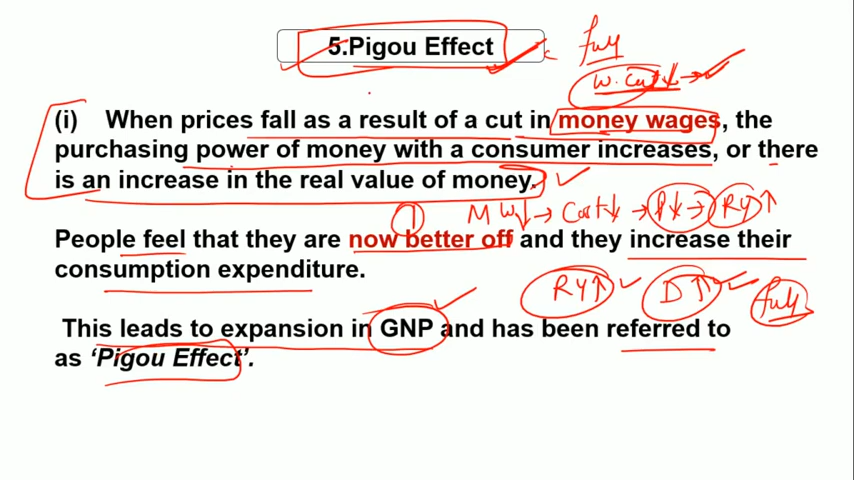 5.Pigou Effect
fully
W. Cut↓ →
(i) When prices fall as a result of a cut in money wages, the
purchasing power of money with a consumer increases, or there
is an increase in the real value of money.
M W↓ → Cost↓ → P↓ → RY↑
People feel that they are now better off and they increase their
consumption expenditure.
RY↑ D↑ fully
This leads to expansion in GNP and has been referred to
as ‘Pigou Effect’.